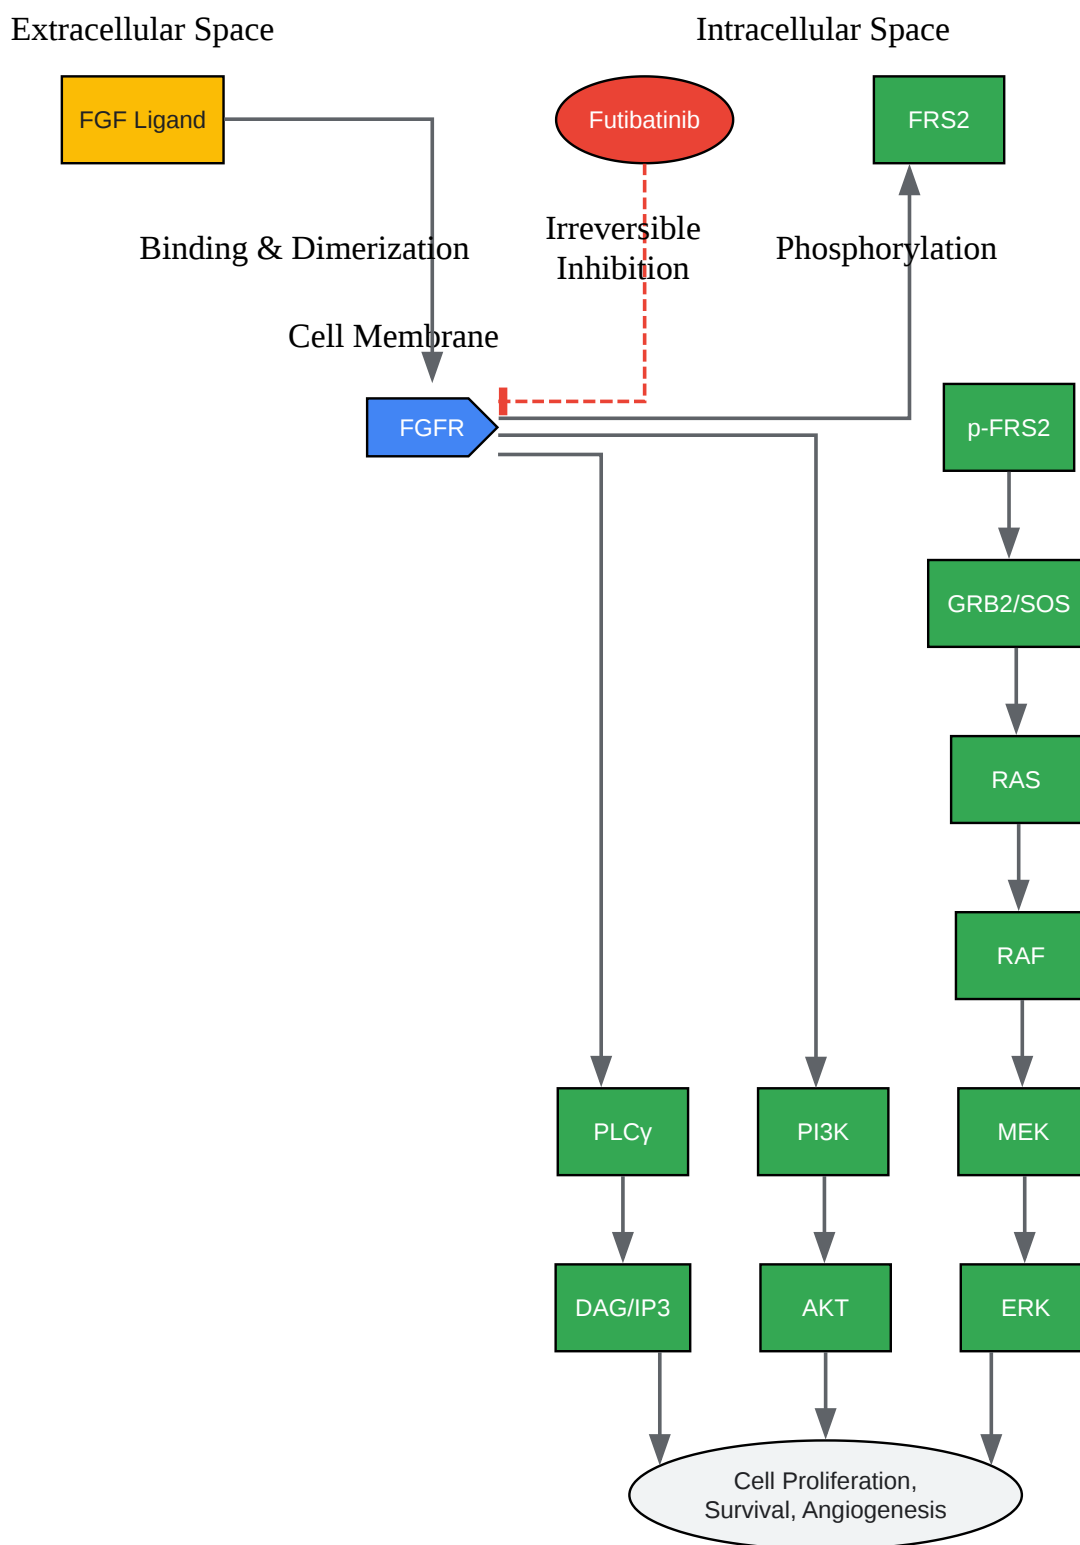 Extracellular Space
Intracellular Space
FGF Ligand
Futibatinib
FRS2
Binding & Dimerization
Irreversible
Inhibition
Phosphorylation
Cell Membrane
FGFR
p-FRS2
GRB2/SOS
RAS
RAF
PLCγ
PI3K
MEK
DAG/IP3
AKT
ERK
Cell Proliferation,
Survival, Angiogenesis